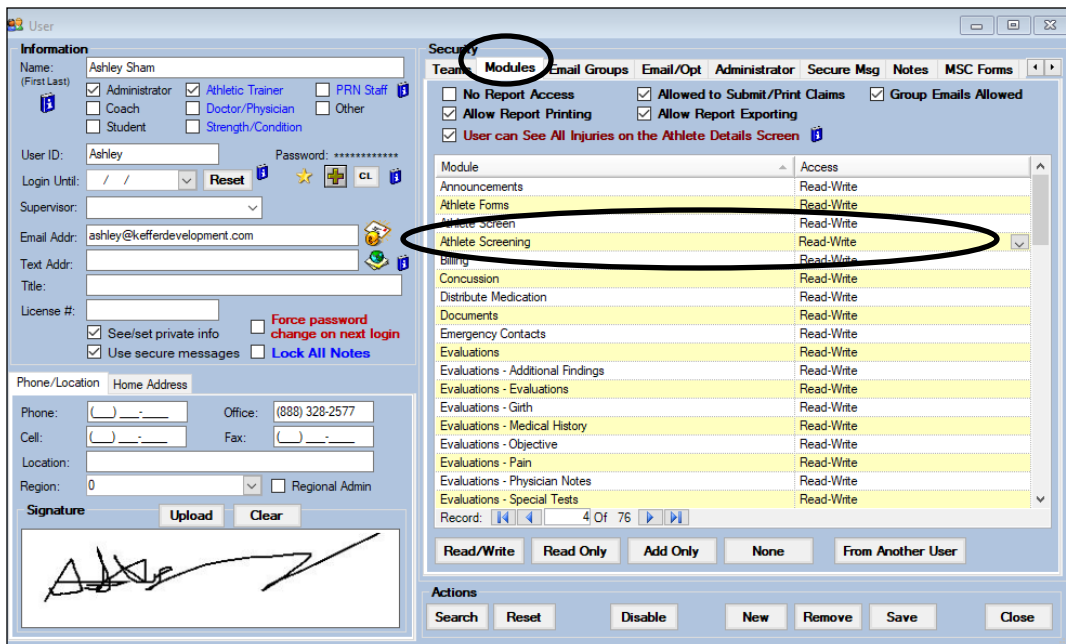 User
Information
Name: Ashley Sham
(First Last)
Administrator Athletic Trainer PRN Staff
Coach Doctor/Physician Other
Student Strength/Condition
User ID: Ashley Password: ************
Login Until: / / Reset CL
Supervisor:
Email Addr: ashley@kefferdevelopment.com
Text Addr:
Title:
License #:
See/set private info Force password change on next login
Use secure messages Lock All Notes
Phone/Location Home Address
Phone: (___) ___-____ Office: (888) 328-2577
Cell: (___) ___-____ Fax: (___) ___-____
Location:
Region: 0 Regional Admin
Signature Upload Clear
Security
Teams Modules Email Groups Email/Opt Administrator Secure Msg Notes MSC Forms
No Report Access Allowed to Submit/Print Claims Group Emails Allowed
Allow Report Printing Allow Report Exporting
User can See All Injuries on the Athlete Details Screen
Module Access
Announcements Read-Write
Athlete Forms Read-Write
Athlete Screen Read-Write
Athlete Screening Read-Write
Billing Read-Write
Concussion Read-Write
Distribute Medication Read-Write
Documents Read-Write
Emergency Contacts Read-Write
Evaluations Read-Write
Evaluations - Additional Findings Read-Write
Evaluations - Evaluations Read-Write
Evaluations - Girth Read-Write
Evaluations - Medical History Read-Write
Evaluations - Objective Read-Write
Evaluations - Pain Read-Write
Evaluations - Physician Notes Read-Write
Evaluations - Special Tests Read-Write
Record: 4 Of 76
Read/Write Read Only Add Only None From Another User
Actions
Search Reset Disable New Remove Save Close